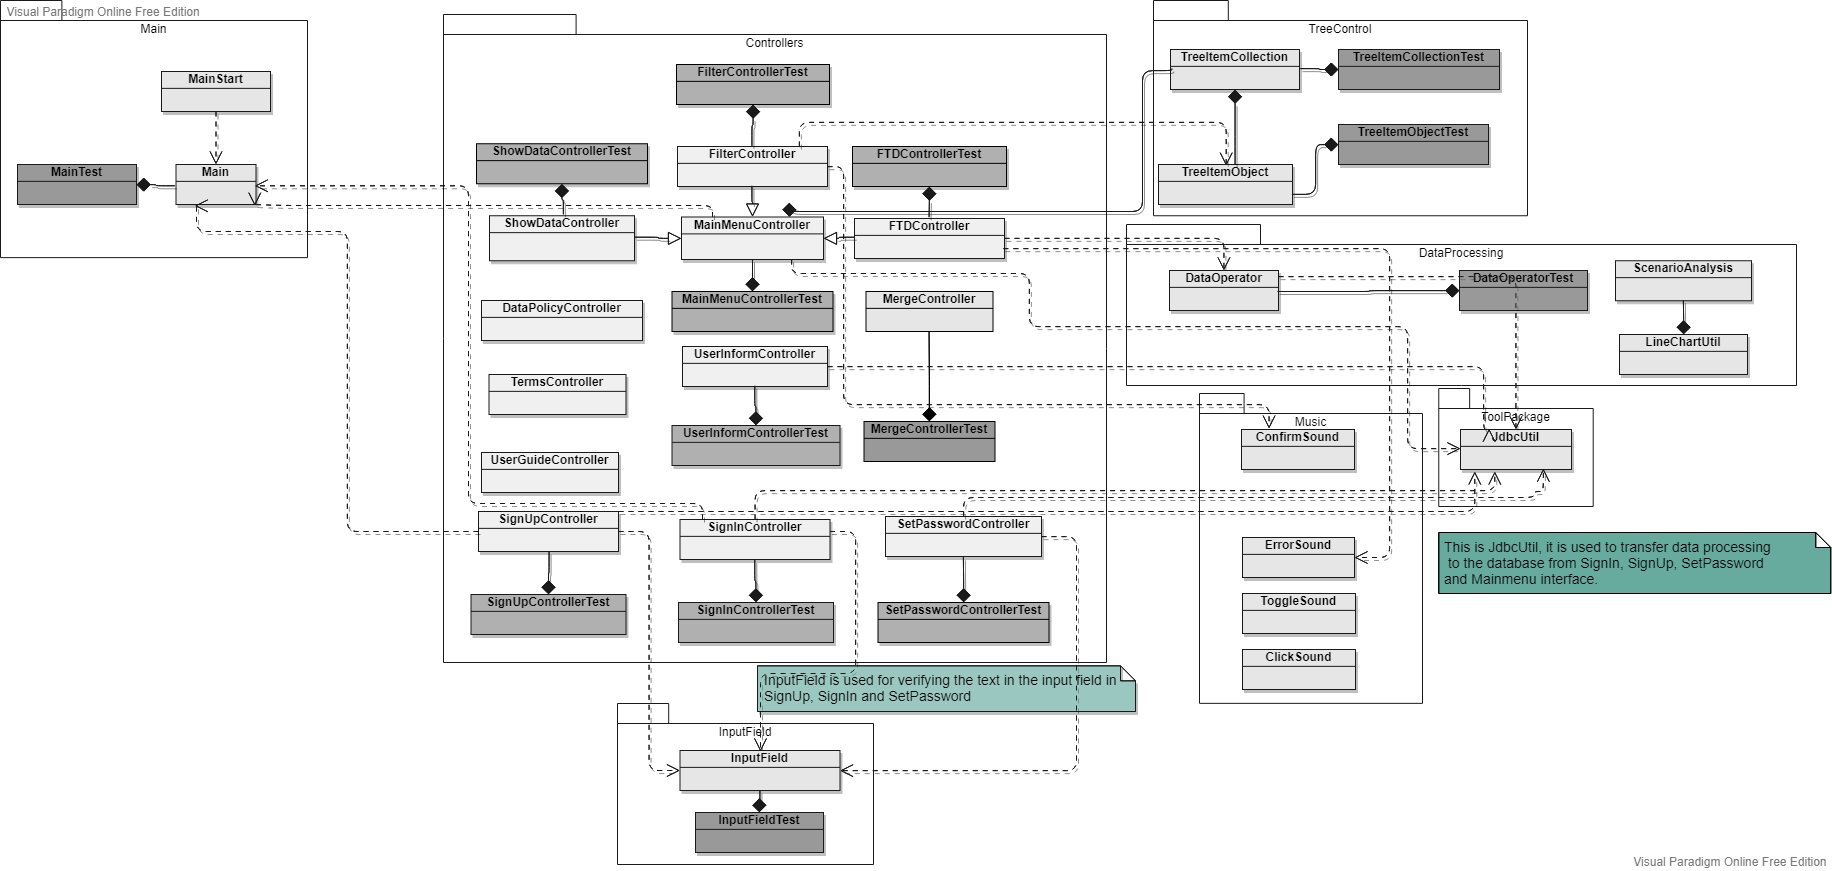 Visual Paradigm Online Free Edition
Main
MainStart
MainTest
Main
Controllers
FilterControllerTest
ShowDataControllerTest
FilterController
FTDControllerTest
ShowDataController
MainMenuController
FTDController
DataPolicyController
MainMenuControllerTest
MergeController
TermsController
UserInformController
UserInformControllerTest
MergeControllerTest
UserGuideController
SignUpController
SignInController
SetPasswordController
SignUpControllerTest
SignInControllerTest
SetPasswordControllerTest
TreeControl
TreeItemCollection
TreeItemCollectionTest
TreeItemObjectTest
TreeItemObject
DataProcessing
DataOperator
DataOperatorTest
ScenarioAnalysis
LineChartUtil
Music
ConfirmSound
ErrorSound
ToggleSound
ClickSound
ToolPackage
JdbcUtil
This is JdbcUtil, it is used to transfer data processing
to the database from SignIn, SignUp, SetPassword
and Mainmenu interface.
InputField is used for verifying the text in the input field in
SignUp, SignIn and SetPassword
InputField
InputField
InputFieldTest
Visual Paradigm Online Free Edition